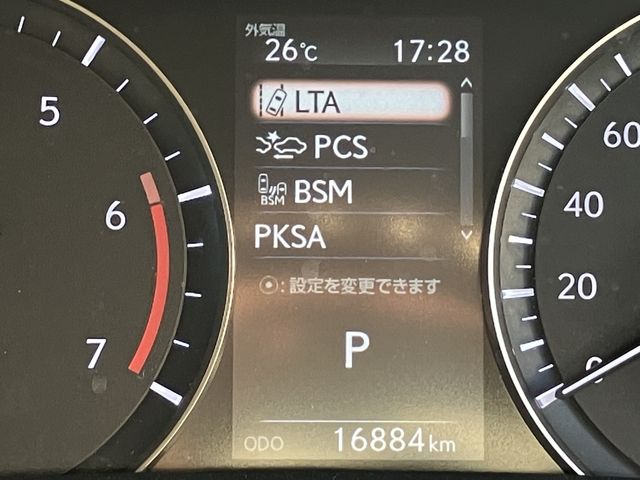 外気温
26℃ 17:28
LTA
PCS
BSM
BSM
PKSA
⦿:設定を変更できます
P
ODO 16884km
5
6
7
60
40
20
0